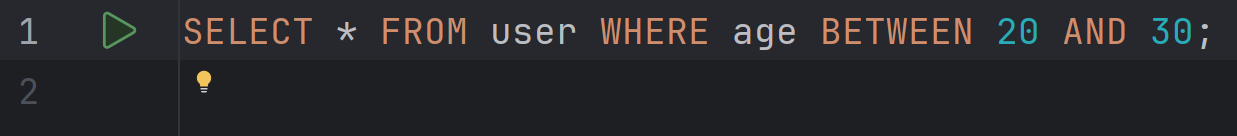 1 SELECT * FROM user WHERE age BETWEEN 20 AND 30;
2